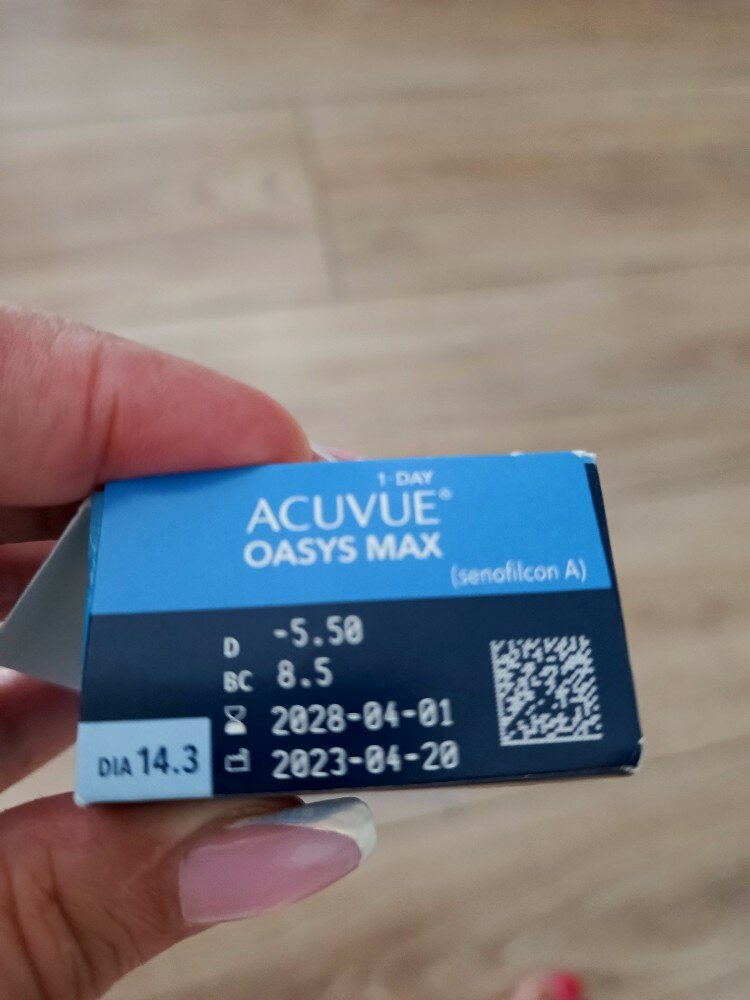 1·DAY
ACUVUE®
OASYS MAX
(senofilcon A)
D -5.50
BC 8.5
2028-04-01
2023-04-20
DIA 14.3